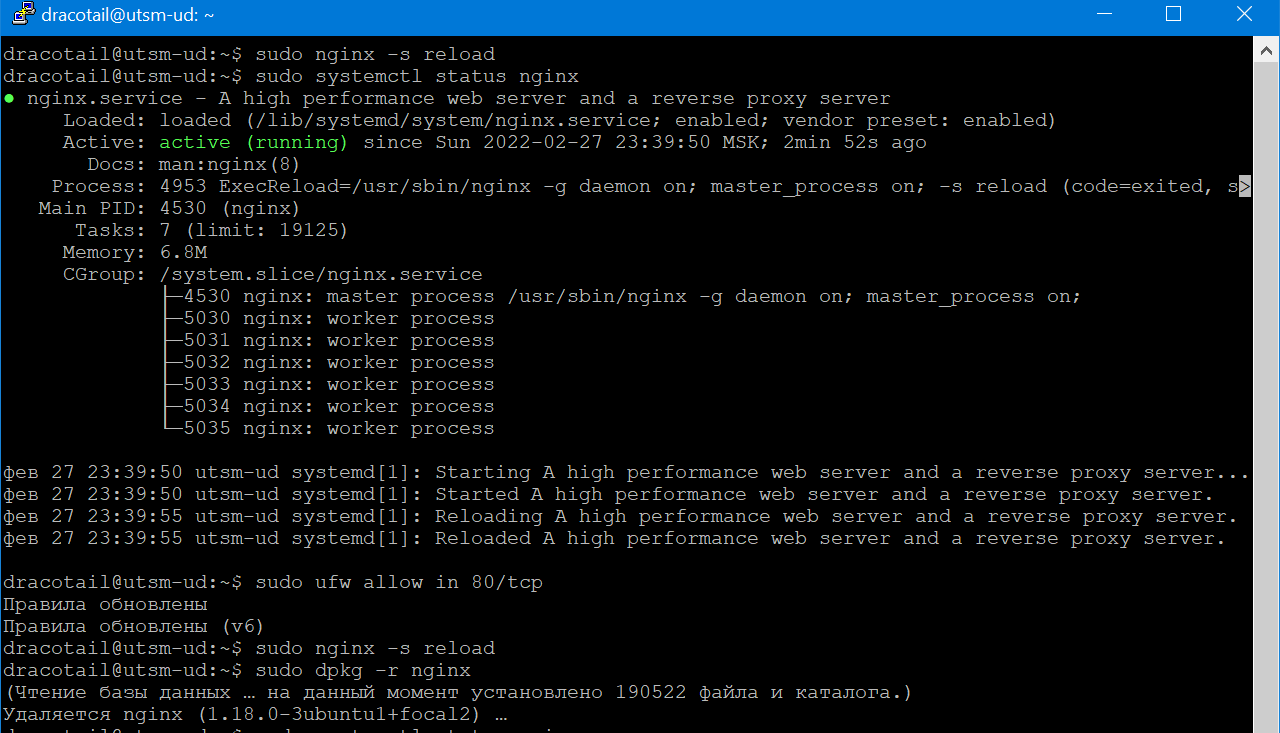 dracotail@utsm-ud: ~
dracotail@utsm-ud:~$ sudo nginx -s reload
dracotail@utsm-ud:~$ sudo systemctl status nginx
● nginx.service - A high performance web server and a reverse proxy server
Loaded: loaded (/lib/systemd/system/nginx.service; enabled; vendor preset: enabled)
Active: active (running) since Sun 2022-02-27 23:39:50 MSK; 2min 52s ago
Docs: man:nginx(8)
Process: 4953 ExecReload=/usr/sbin/nginx -g daemon on; master_process on; -s reload (code=exited, s>
Main PID: 4530 (nginx)
Tasks: 7 (limit: 19125)
Memory: 6.8M
CGroup: /system.slice/nginx.service
├─4530 nginx: master process /usr/sbin/nginx -g daemon on; master_process on;
├─5030 nginx: worker process
├─5031 nginx: worker process
├─5032 nginx: worker process
├─5033 nginx: worker process
├─5034 nginx: worker process
└─5035 nginx: worker process
фев 27 23:39:50 utsm-ud systemd[1]: Starting A high performance web server and a reverse proxy server...
фев 27 23:39:50 utsm-ud systemd[1]: Started A high performance web server and a reverse proxy server.
фев 27 23:39:55 utsm-ud systemd[1]: Reloading A high performance web server and a reverse proxy server.
фев 27 23:39:55 utsm-ud systemd[1]: Reloaded A high performance web server and a reverse proxy server.
dracotail@utsm-ud:~$ sudo ufw allow in 80/tcp
Правила обновлены
Правила обновлены (v6)
dracotail@utsm-ud:~$ sudo nginx -s reload
dracotail@utsm-ud:~$ sudo dpkg -r nginx
(Чтение базы данных … на данный момент установлено 190522 файла и каталога.)
Удаляется nginx (1.18.0-3ubuntu1+focal2) …